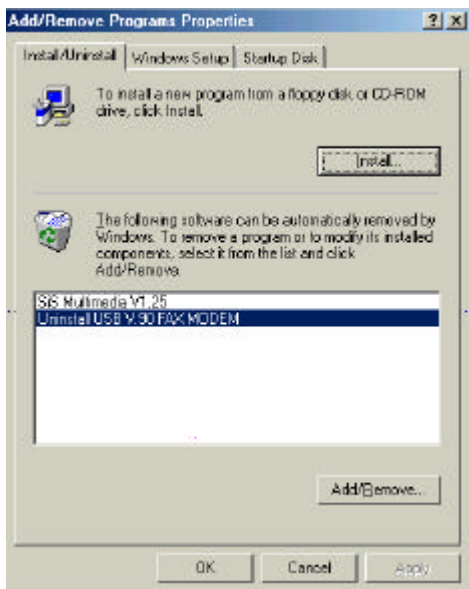 Add/Remove Programs Properties
Install/Uninstall
Windows Setup
Startup Disk
To install a new program from a floppy disk or CD-ROM
drive, click Install.
Install...
The following software can be automatically removed by
Windows. To remove a program or to modify its installed
components, select it from the list and click
Add/Remove.
SiS Multimedia V1.25
Uninstall USB V.90 FAX MODEM
Add/Remove...
OK
Cancel
Apply